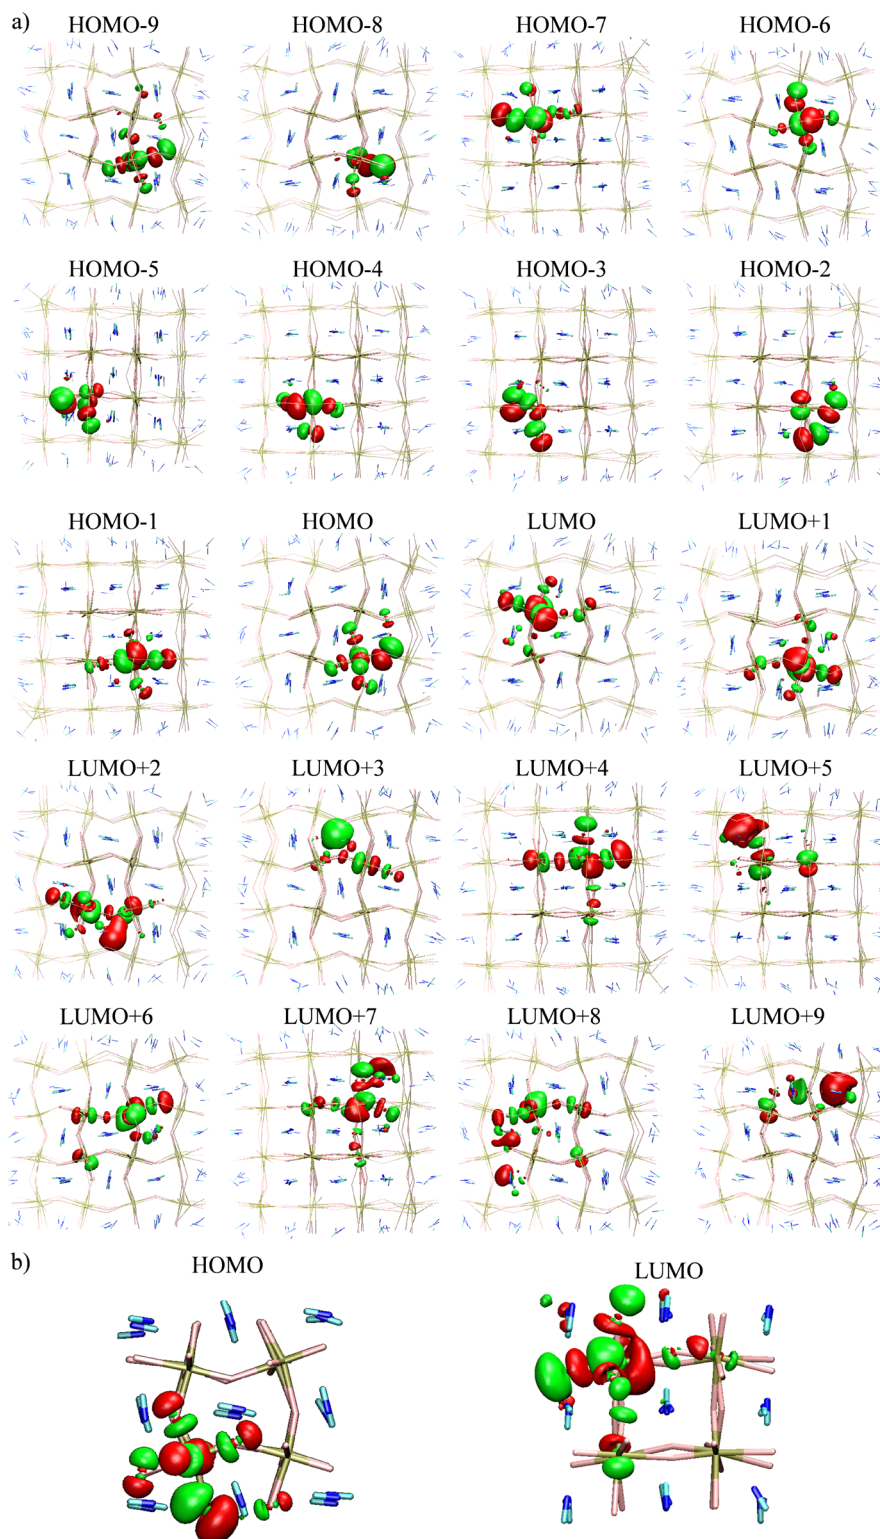 a)
HOMO-9 HOMO-8 HOMO-7 HOMO-6
HOMO-5 HOMO-4 HOMO-3 HOMO-2
HOMO-1 HOMO LUMO LUMO+1
LUMO+2 LUMO+3 LUMO+4 LUMO+5
LUMO+6 LUMO+7 LUMO+8 LUMO+9
b)
HOMO LUMO